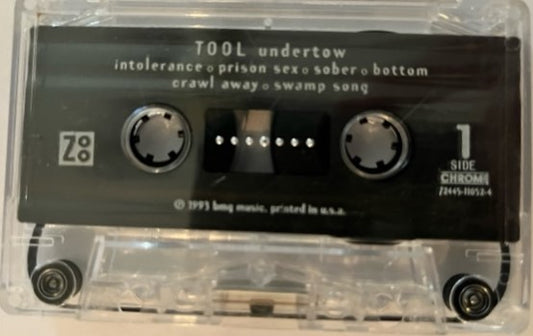 TOOL undertow
intolerance o prison sex o sober o bottom
crawl away o swamp song
Zoo
1
SIDE
CHROME
72445-11052-4
℗ 1993 bmg music. printed in u.s.a.